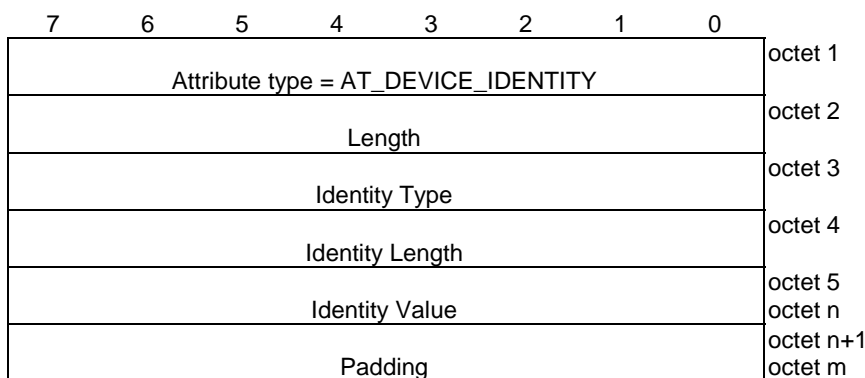 7 6 5 4 3 2 1 0
octet 1
Attribute type = AT_DEVICE_IDENTITY
octet 2
Length
octet 3
Identity Type
octet 4
Identity Length
octet 5
Identity Value octet n
octet n+1
Padding octet m